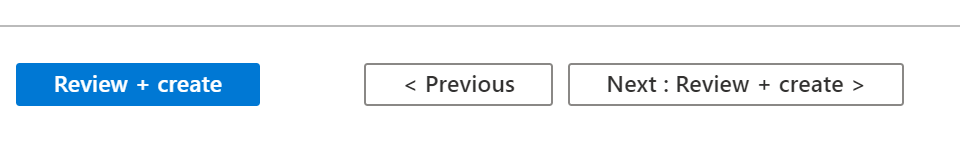 Review + create
< Previous
Next : Review + create >